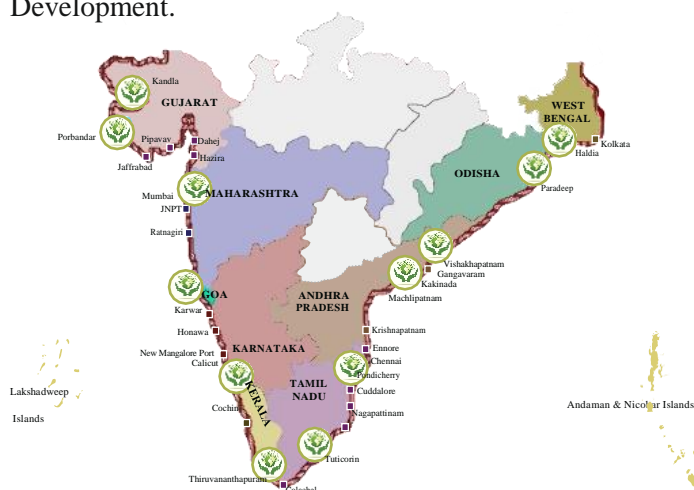 Development.
Kandla
GUJARAT
Porbandar
Pipavav
Dahej
Jaffrabad
Hazira
WEST
BENGAL
Kolkata
Haldia
ODISHA
Paradeep
Mumbai
MAHARASHTRA
JNPT
Ratnagiri
Vishakhapatnam
Gangavaram
Kakinada
Machlipatnam
GOA
Karwar
ANDHRA
PRADESH
Honawa
Krishnapatnam
New Mangalore Port
KARNATAKA
Ennore
Calicut
Chennai
Pondicherry
TAMIL
NADU
Cuddalore
KERALA
Cochin
Nagapattinam
Lakshadweep
Islands
Andaman & Nicobar Islands
Tuticorin
Thiruvananthapuram